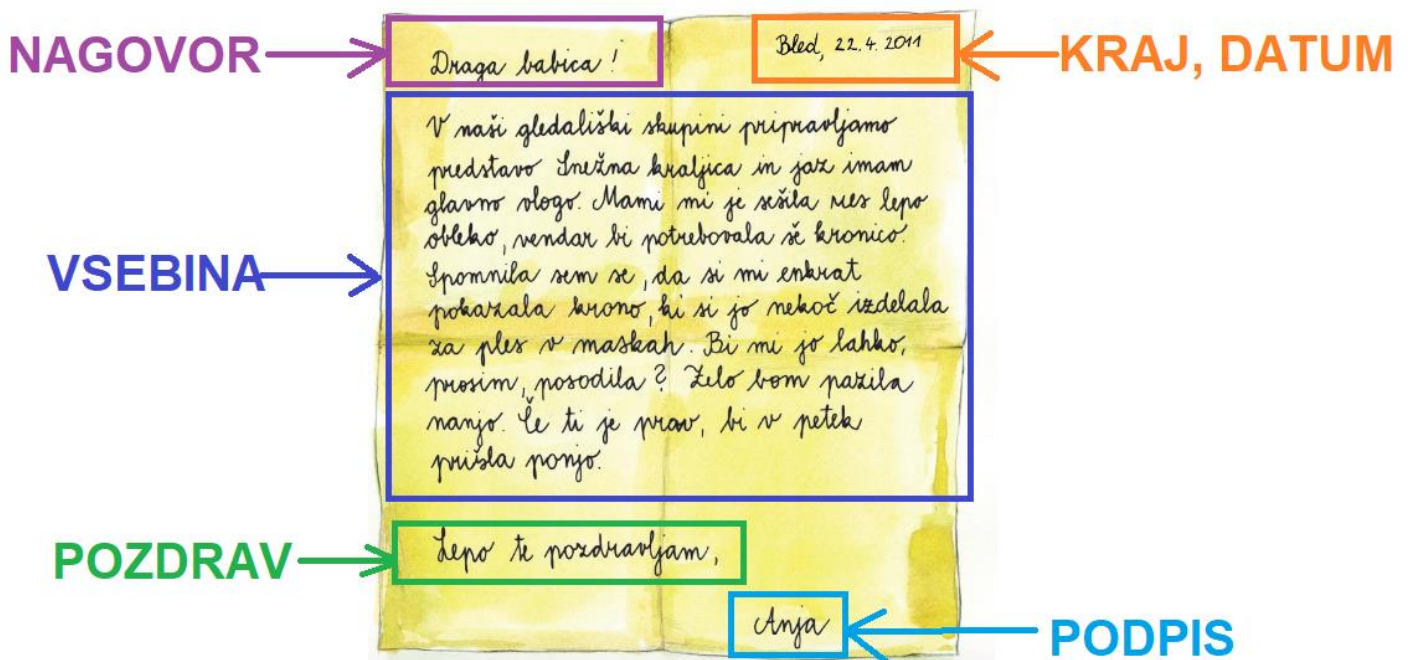 NAGOVOR
Draga babica!
Bled, 22.4.2011
KRAJ, DATUM
V naši gledališki skupini pripravljamo
predstavo Snežna kraljica in jaz imam
glavno vlogo. Mami mi je sešila res lepo
obleko, vendar bi potrebovala še kronico.
Spomnila sem se, da si mi enkrat
pokazala krono, ki si jo nekoč izdelala
za ples v maskah. Bi mi jo lahko,
prosim, posodila? Zelo bom pazila
nanjo. Če ti je prav, bi v petek
prišla ponjo.
VSEBINA
POZDRAV
Lepo te pozdravljam,
Anja
PODPIS